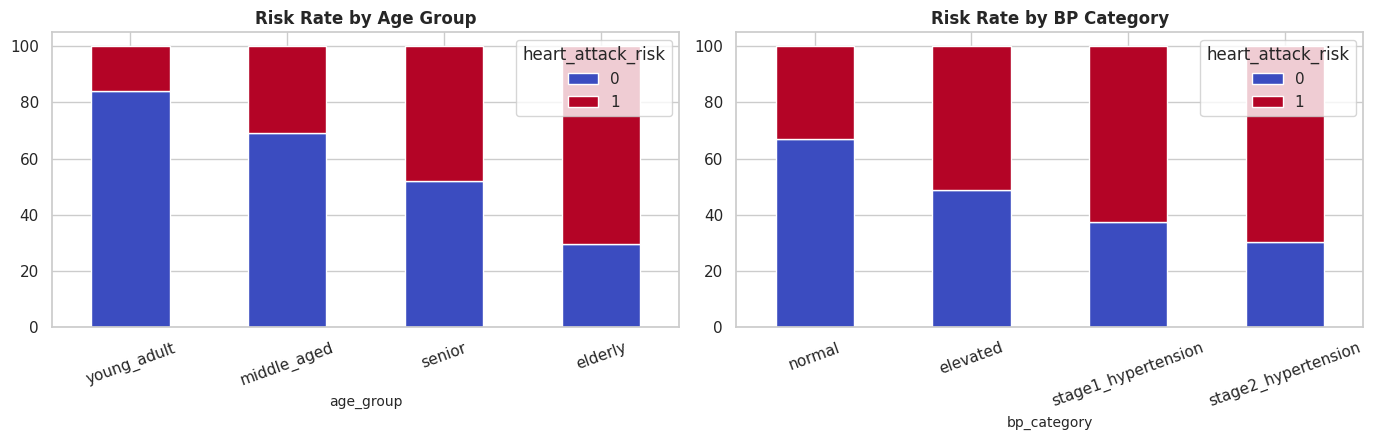 Risk Rate by Age Group
100
80
60
40
20
0
heart_attack_risk
0
1
young_adult
middle_aged
senior
elderly
age_group
Risk Rate by BP Category
100
80
60
40
20
0
heart_attack_risk
0
1
normal
elevated
stage1_hypertension
stage2_hypertension
bp_category